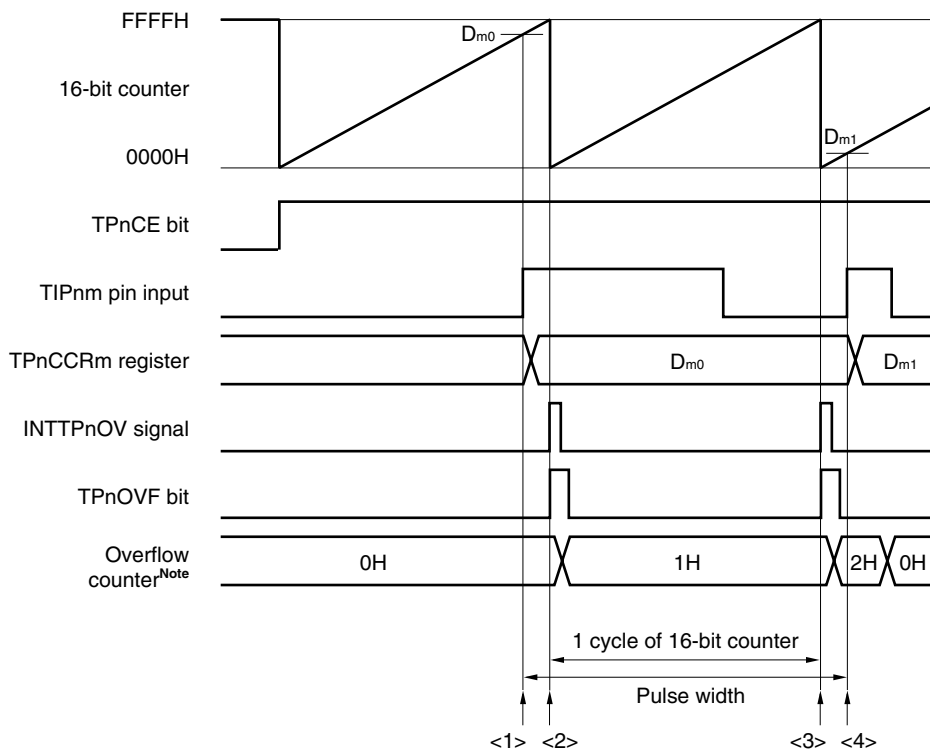 FFFFH
Dm0
16-bit counter
Dm1
0000H
TPnCE bit
TIPnm pin input
TPnCCRm register
Dm0
Dm1
INTTPnOV signal
TPnOVF bit
Overflow
counterNote
0H
1H
2H
0H
1 cycle of 16-bit counter
Pulse width
<1>
<2>
<3>
<4>